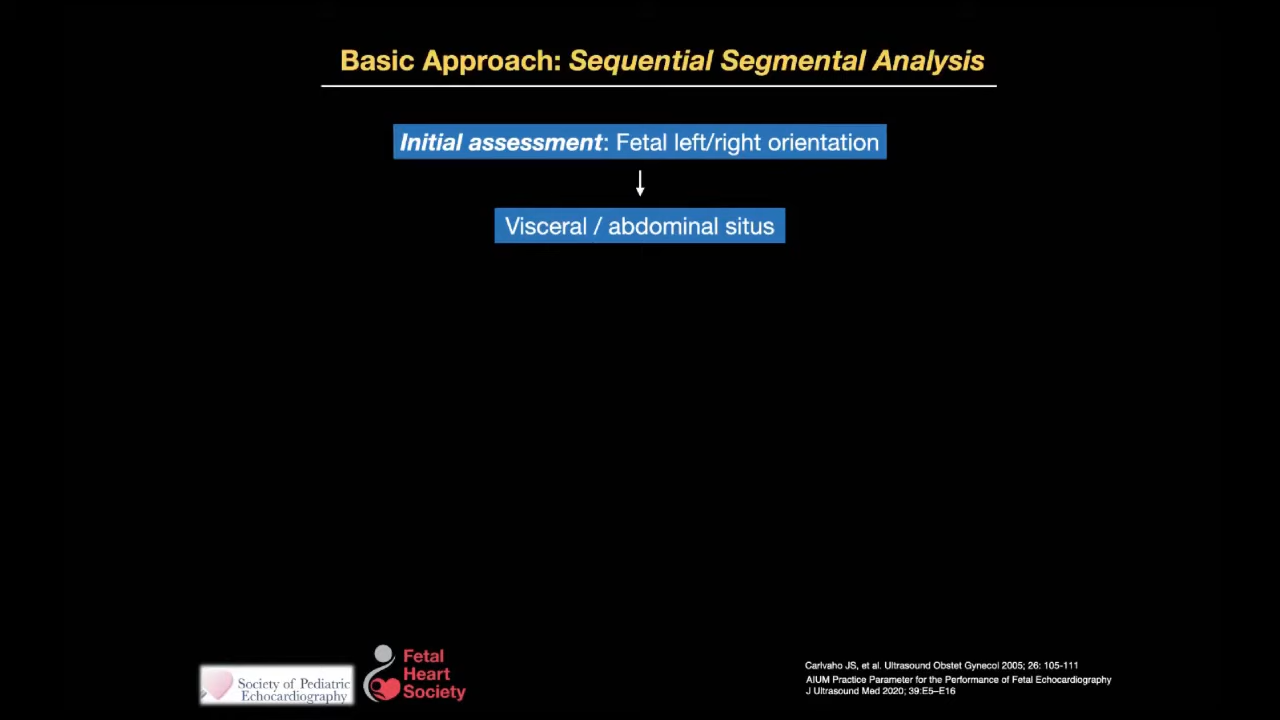 Basic Approach: Sequential Segmental Analysis
Initial assessment: Fetal left/right orientation
Visceral / abdominal situs
Society of Pediatric
Echocardiography
Fetal
Heart
Society
Carlvaho JS, et al. Ultrasound Obstet Gynecol 2005; 26: 105-111
AIUM Practice Parameter for the Performance of Fetal Echocardiography
J Ultrasound Med 2020; 39:E5–E16